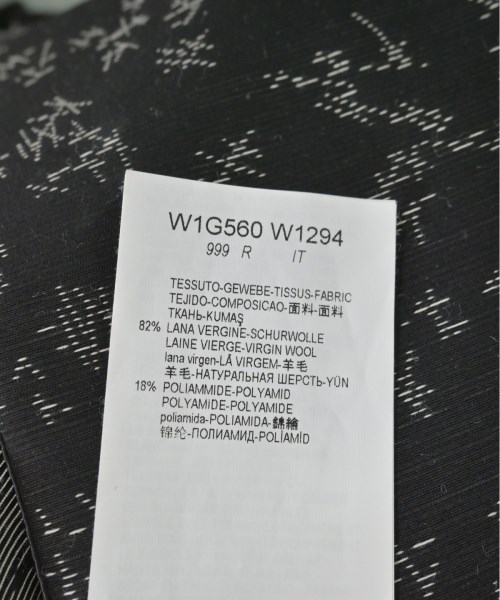 W1G560 W1294
999 R IT
TESSUTO-GEWEBE-TISSUS-FABRIC
TEJIDO-COMPOSICAO-面料-面料
ТКАНЬ-KUMAŞ
82% LANA VERGINE-SCHURWOLLE
LAINE VIERGE-VIRGIN WOOL
lana virgen-LÃ VIRGEM-羊毛
羊毛-НАТУРАЛЬНАЯ ШЕРСТЬ-YÜN
18% POLIAMMIDE-POLYAMID
POLYAMIDE-POLYAMIDE
poliamida-POLIAMIDA-錦綸
锦纶-ПОЛИАМИД-POLİAMİD